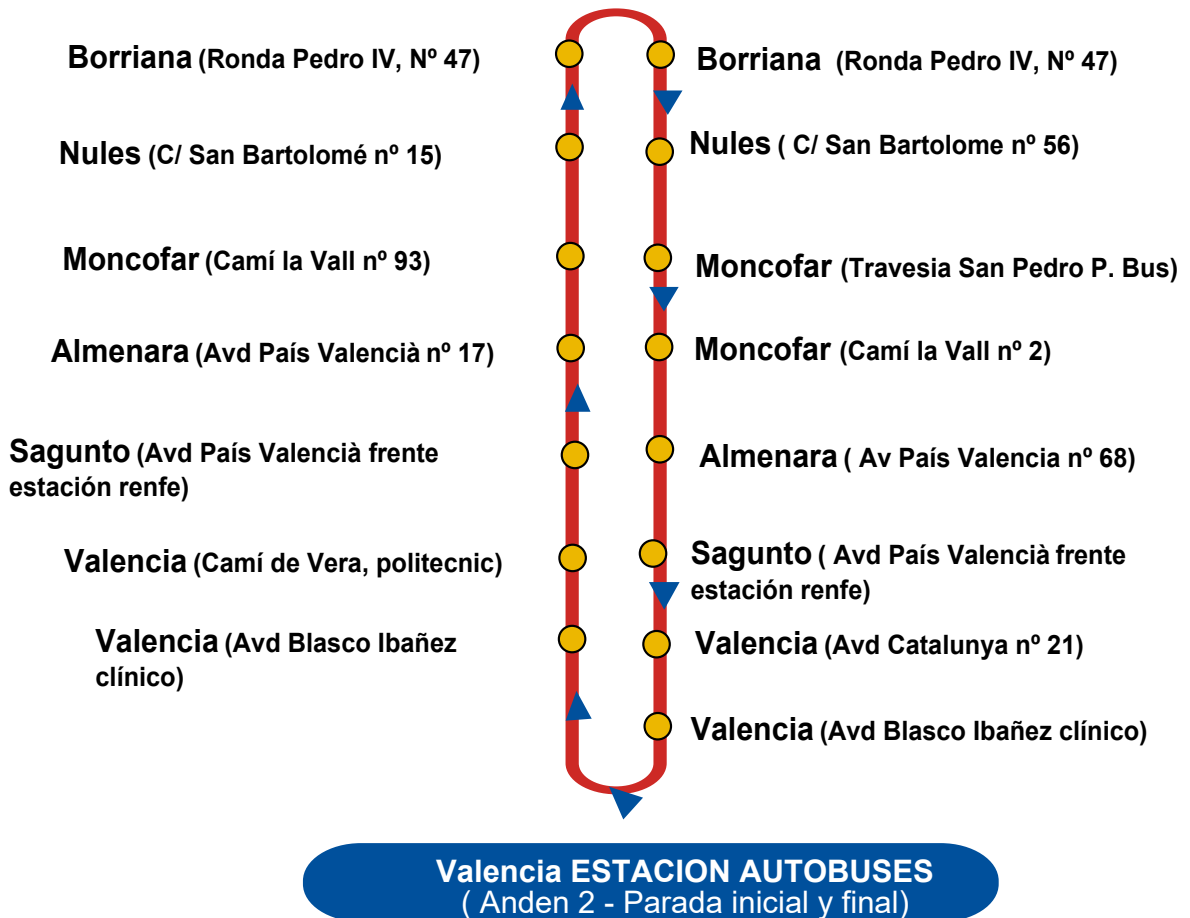 Borriana (Ronda Pedro IV, Nº 47)
Nules (C/ San Bartolomé nº 15)
Moncofar (Camí la Vall nº 93)
Almenara (Avd País Valencià nº 17)
Sagunto (Avd País Valencià frente
estación renfe)
Valencia (Camí de Vera, politecnic)
Valencia (Avd Blasco Ibañez
clínico)
Borriana (Ronda Pedro IV, Nº 47)
Nules ( C/ San Bartolome nº 56)
Moncofar (Travesia San Pedro P. Bus)
Moncofar (Camí la Vall nº 2)
Almenara ( Av País Valencia nº 68)
Sagunto ( Avd País Valencià frente
estación renfe)
Valencia (Avd Catalunya nº 21)
Valencia (Avd Blasco Ibañez clínico)
Valencia ESTACION AUTOBUSES
( Anden 2 - Parada inicial y final)